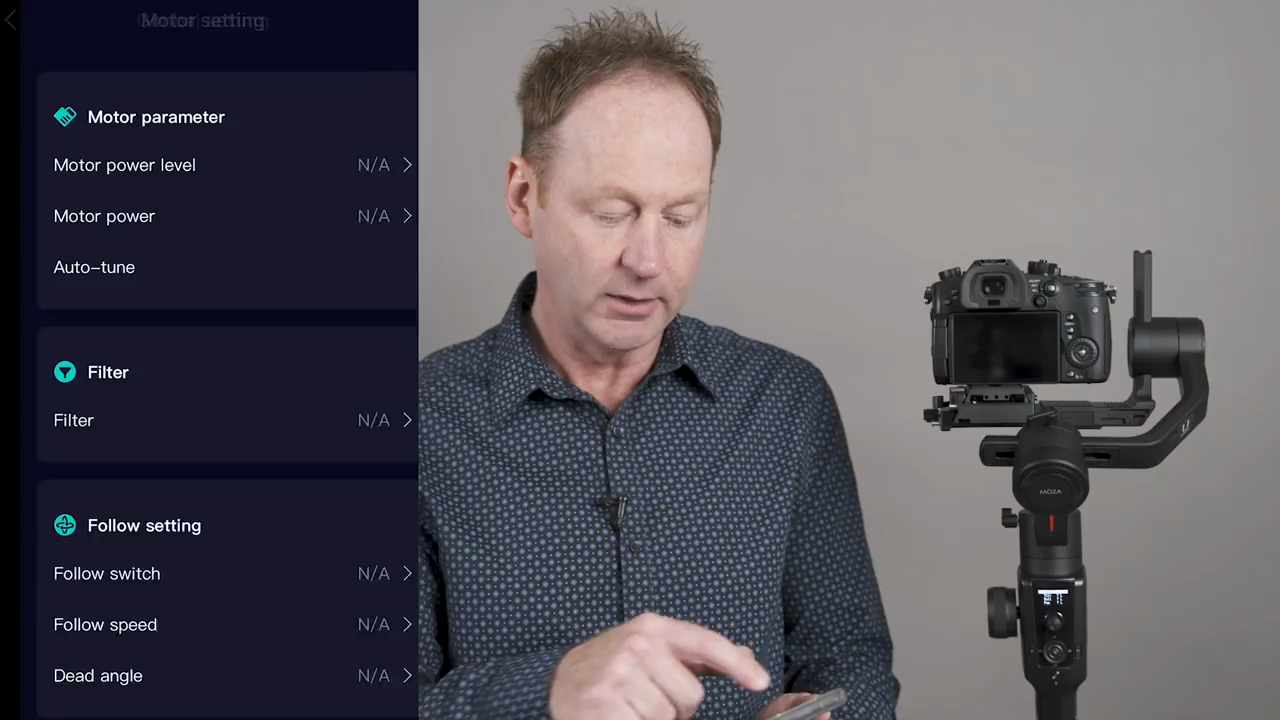 Motor setting
Motor parameter
Motor power level N/A
Motor power N/A
Auto-tune
Filter
Filter N/A
Follow setting
Follow switch N/A
Follow speed N/A
Dead angle N/A
MOZA